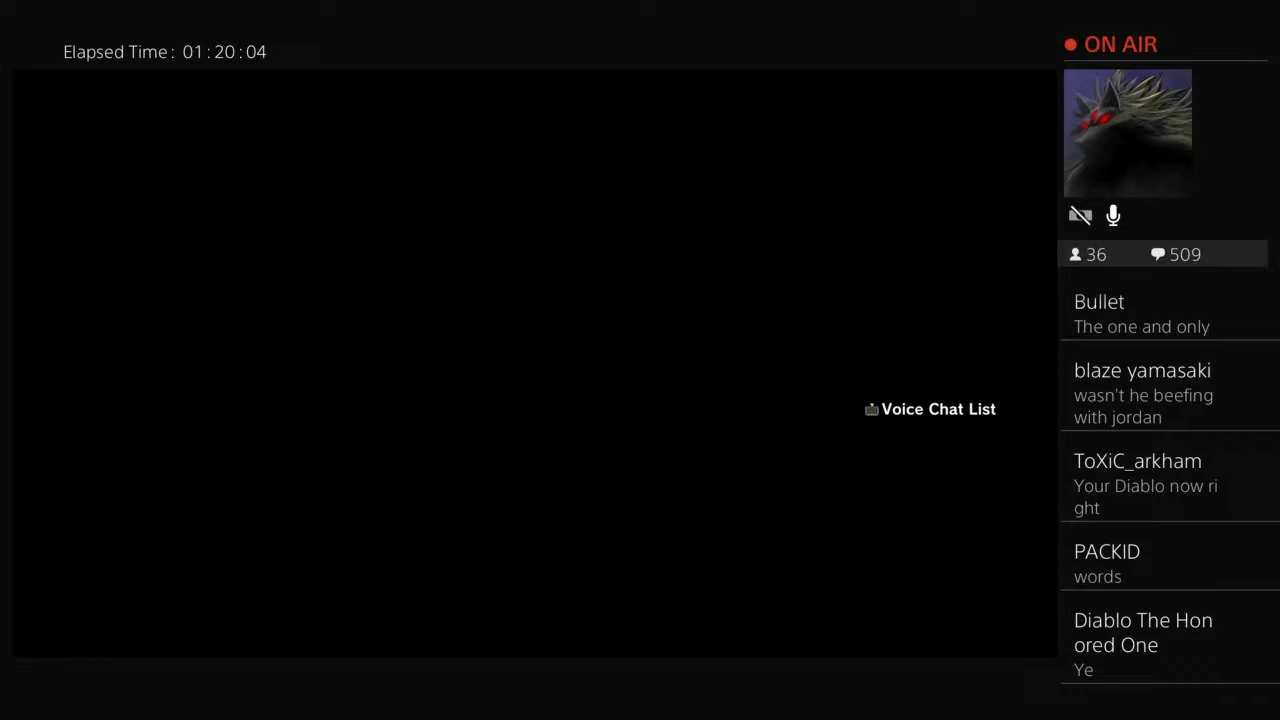 Elapsed Time: 01:20:04
ON AIR
36 509
Bullet
The one and only
blaze yamasaki
wasn't he beefing
with jordan
Voice Chat List
ToXiC_arkham
Your Diablo now ri
ght
PACKID
words
Diablo The Hon
ored One
Ye